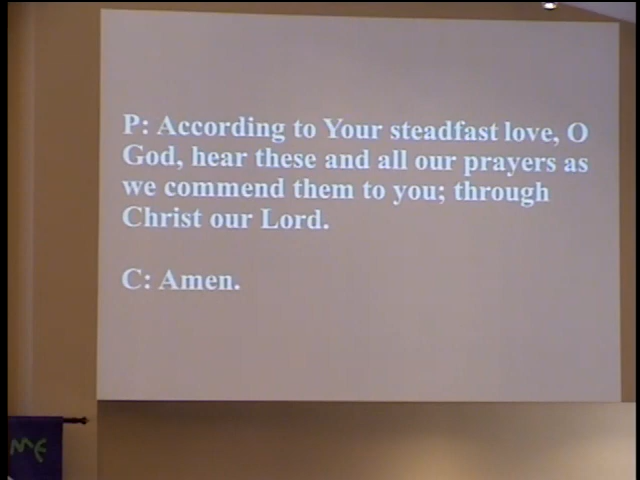 P: According to Your steadfast love, O
God, hear these and all our prayers as
we commend them to you; through
Christ our Lord.
C: Amen.
ME